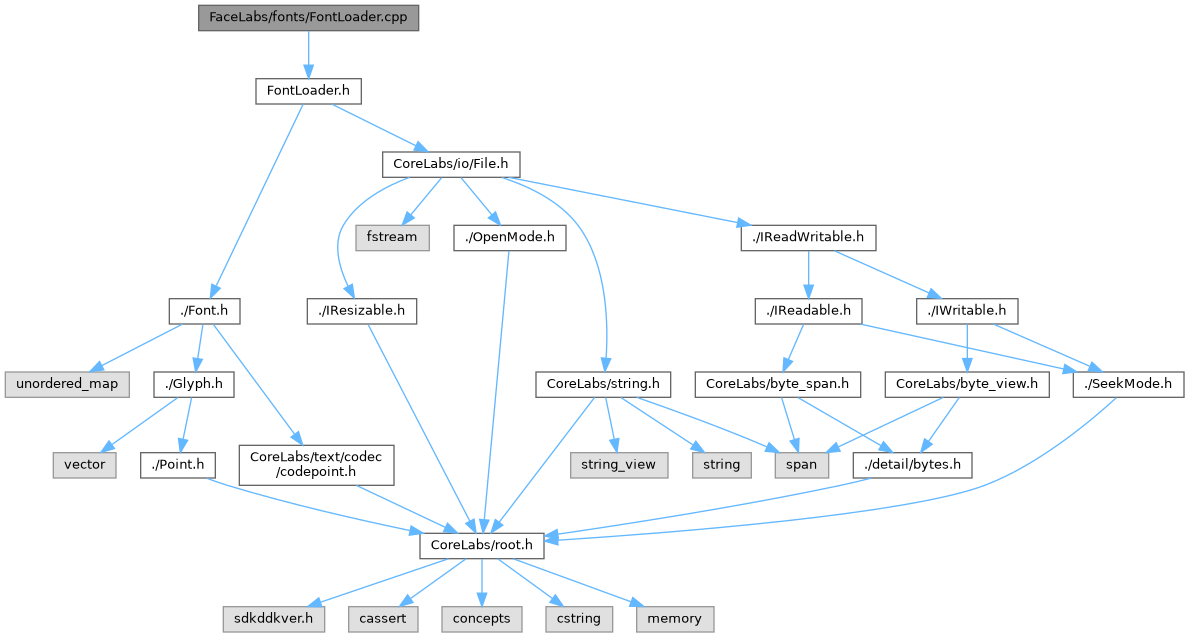 FaceLabs/fonts/FontLoader.cpp
FontLoader.h
CoreLabs/io/File.h
fstream
./OpenMode.h
./IReadWritable.h
./Font.h
./IResizable.h
./IReadable.h
./IWritable.h
unordered_map
./Glyph.h
CoreLabs/string.h
CoreLabs/byte_span.h
CoreLabs/byte_view.h
./SeekMode.h
vector
./Point.h
CoreLabs/text/codec
/codepoint.h
string_view
string
span
./detail/bytes.h
CoreLabs/root.h
sdkddkver.h
cassert
concepts
cstring
memory